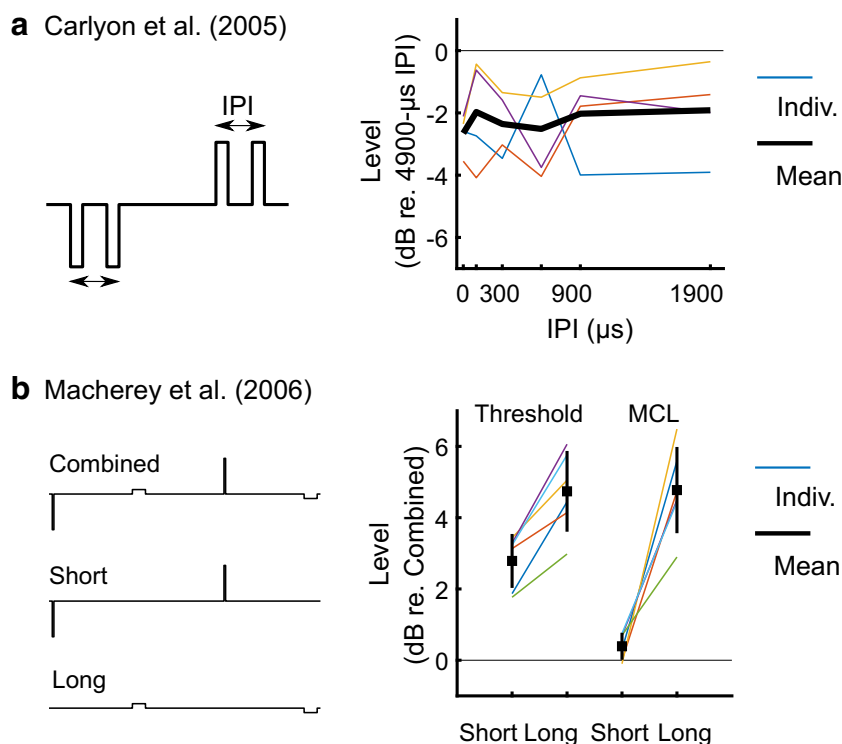 a Carlyon et al. (2005)
IPI
Level
(dB re. 4900-µs IPI)
0
-2
-4
-6
0 300 900 1900
IPI (µs)
Indiv.
Mean
b Macherey et al. (2006)
Combined
Short
Long
Threshold MCL
Level
(dB re. Combined)
6
4
2
0
Short Long Short Long
Indiv.
Mean